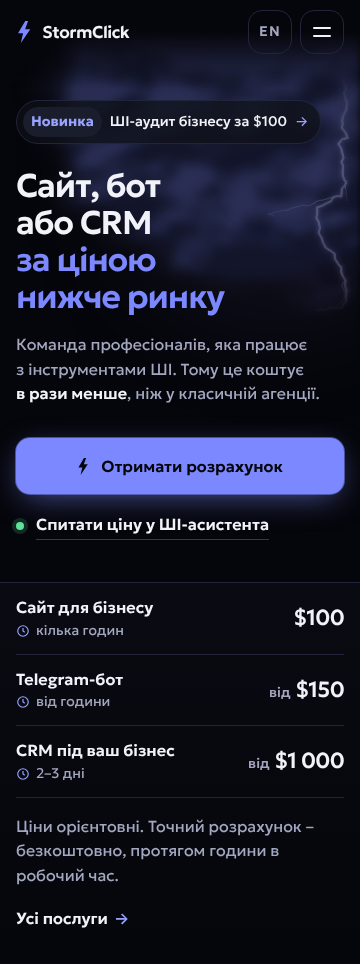 StormClick
EN
Новинка ШІ-аудит бізнесу за $100 →
Сайт, бот
або CRM
за ціною
нижче ринку
Команда професіоналів, яка працює
з інструментами ШІ. Тому це коштує
в рази менше, ніж у класичній агенції.
Отримати розрахунок
Спитати ціну у ШІ-асистента
Сайт для бізнесу
$100
кілька годин
Telegram-бот
від $150
від години
CRM під ваш бізнес
від $1 000
2–3 дні
Ціни орієнтовні. Точний розрахунок –
безкоштовно, протягом години в
робочий час.
Усі послуги →